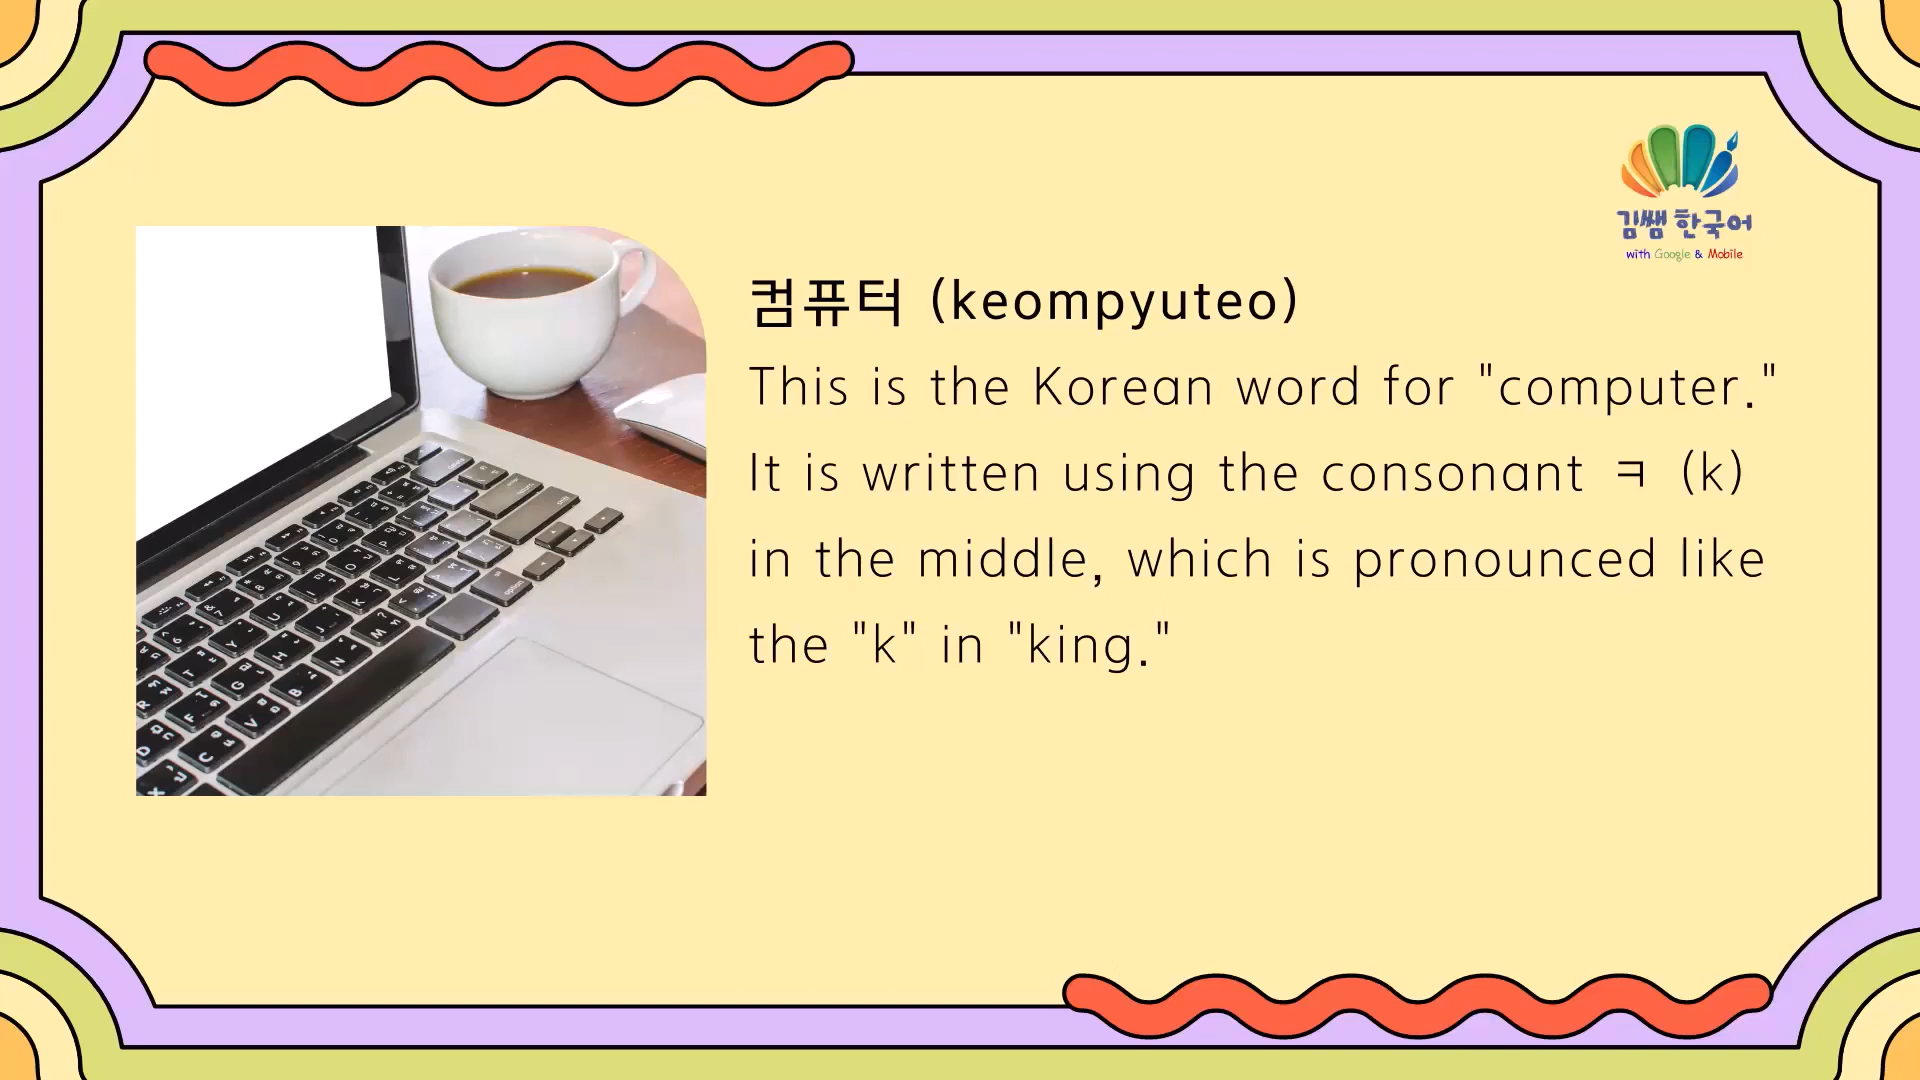 김쌤 한국어
with Google & Mobile
컴퓨터 (keompyuteo)
This is the Korean word for "computer."
It is written using the consonant ㅋ (k)
in the middle, which is pronounced like
the "k" in "king."